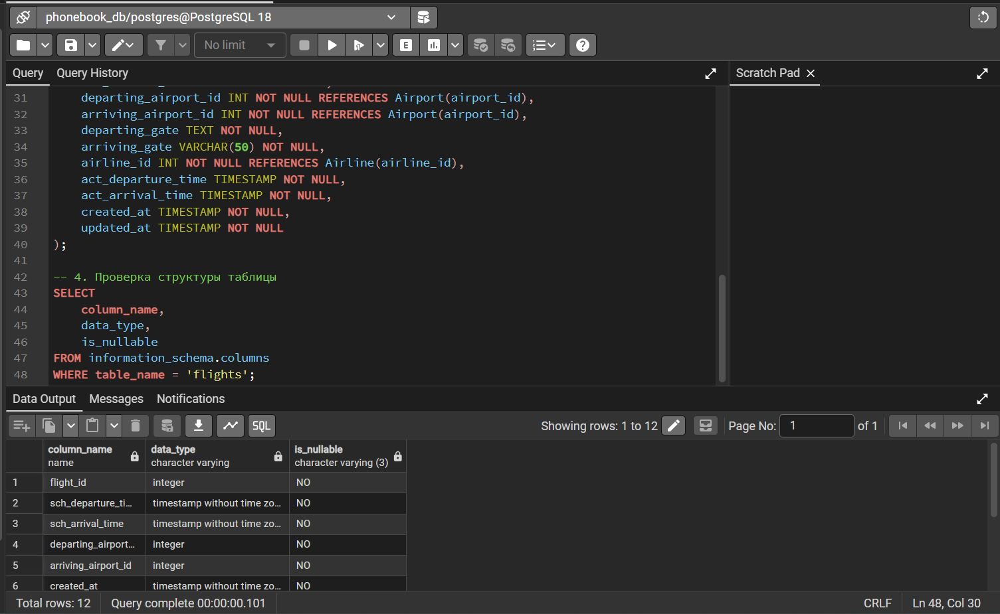 phonebook_db/postgres@PostgreSQL 18
No limit
E
Query
Query History
Scratch Pad
31 departing_airport_id INT NOT NULL REFERENCES Airport(airport_id),
32 arriving_airport_id INT NOT NULL REFERENCES Airport(airport_id),
33 departing_gate TEXT NOT NULL,
34 arriving_gate VARCHAR(50) NOT NULL,
35 airline_id INT NOT NULL REFERENCES Airline(airline_id),
36 act_departure_time TIMESTAMP NOT NULL,
37 act_arrival_time TIMESTAMP NOT NULL,
38 created_at TIMESTAMP NOT NULL,
39 updated_at TIMESTAMP NOT NULL
40 );
41
42 -- 4. Проверка структуры таблицы
43 SELECT
44 column_name,
45 data_type,
46 is_nullable
47 FROM information_schema.columns
48 WHERE table_name = 'flights';
Data Output
Messages
Notifications
SQL
Showing rows: 1 to 12
Page No: 1 of 1
column_name
name
data_type
character varying
is_nullable
character varying (3)
1 flight_id integer NO
2 sch_departure_ti... timestamp without time zo... NO
3 sch_arrival_time timestamp without time zo... NO
4 departing_airport... integer NO
5 arriving_airport_id integer NO
6 created_at timestamp without time zo... NO
Total rows: 12
Query complete 00:00:00.101
CRLF
Ln 48, Col 30